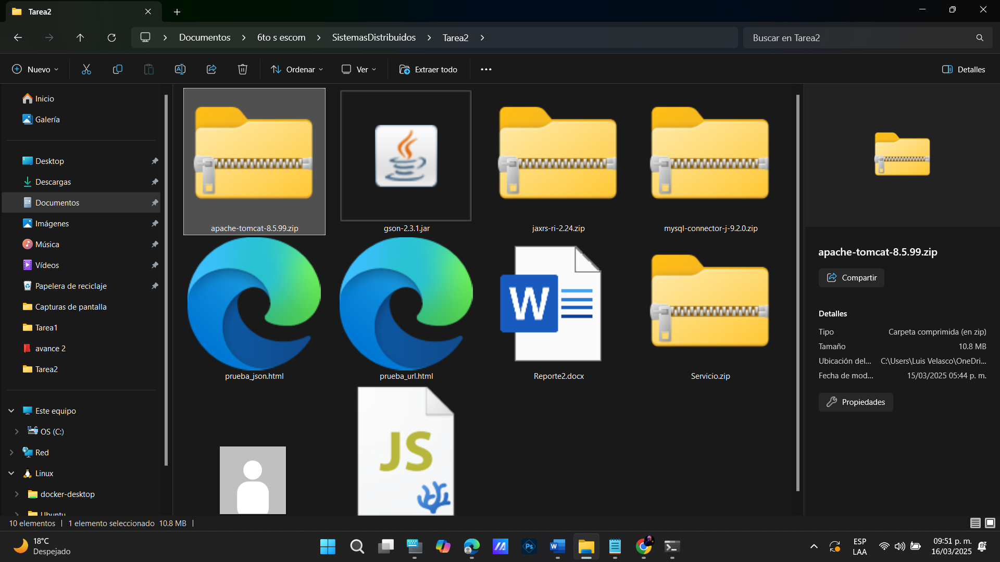 Tarea2
Documentos
6to s escom
SistemasDistribuidos
Tarea2
Buscar en Tarea2
Nuevo
Ordenar
Ver
Extraer todo
Detalles
Inicio
Galería
Desktop
Descargas
Documentos
Imágenes
Música
Vídeos
Papelera de reciclaje
Capturas de pantalla
Tarea1
avance 2
Tarea2
Este equipo
OS (C:)
Red
Linux
docker-desktop
Ubuntu
apache-tomcat-8.5.99.zip
gson-2.3.1.jar
jaxrs-ri-2.24.zip
mysql-connector-j-9.2.0.zip
W
prueba_json.html
prueba_url.html
Reporte2.docx
Servicio.zip
JS
apache-tomcat-8.5.99.zip
Compartir
Detalles
Tipo Carpeta comprimida (en zip)
Tamaño 10.8 MB
Ubicación del... C:\Users\Luis Velasco\OneDri...
Fecha de mod... 15/03/2025 05:44 p. m.
Propiedades
10 elementos
1 elemento seleccionado 10.8 MB
18°C
Despejado
Ps
W
ESP
LAA
09:51 p. m.
16/03/2025